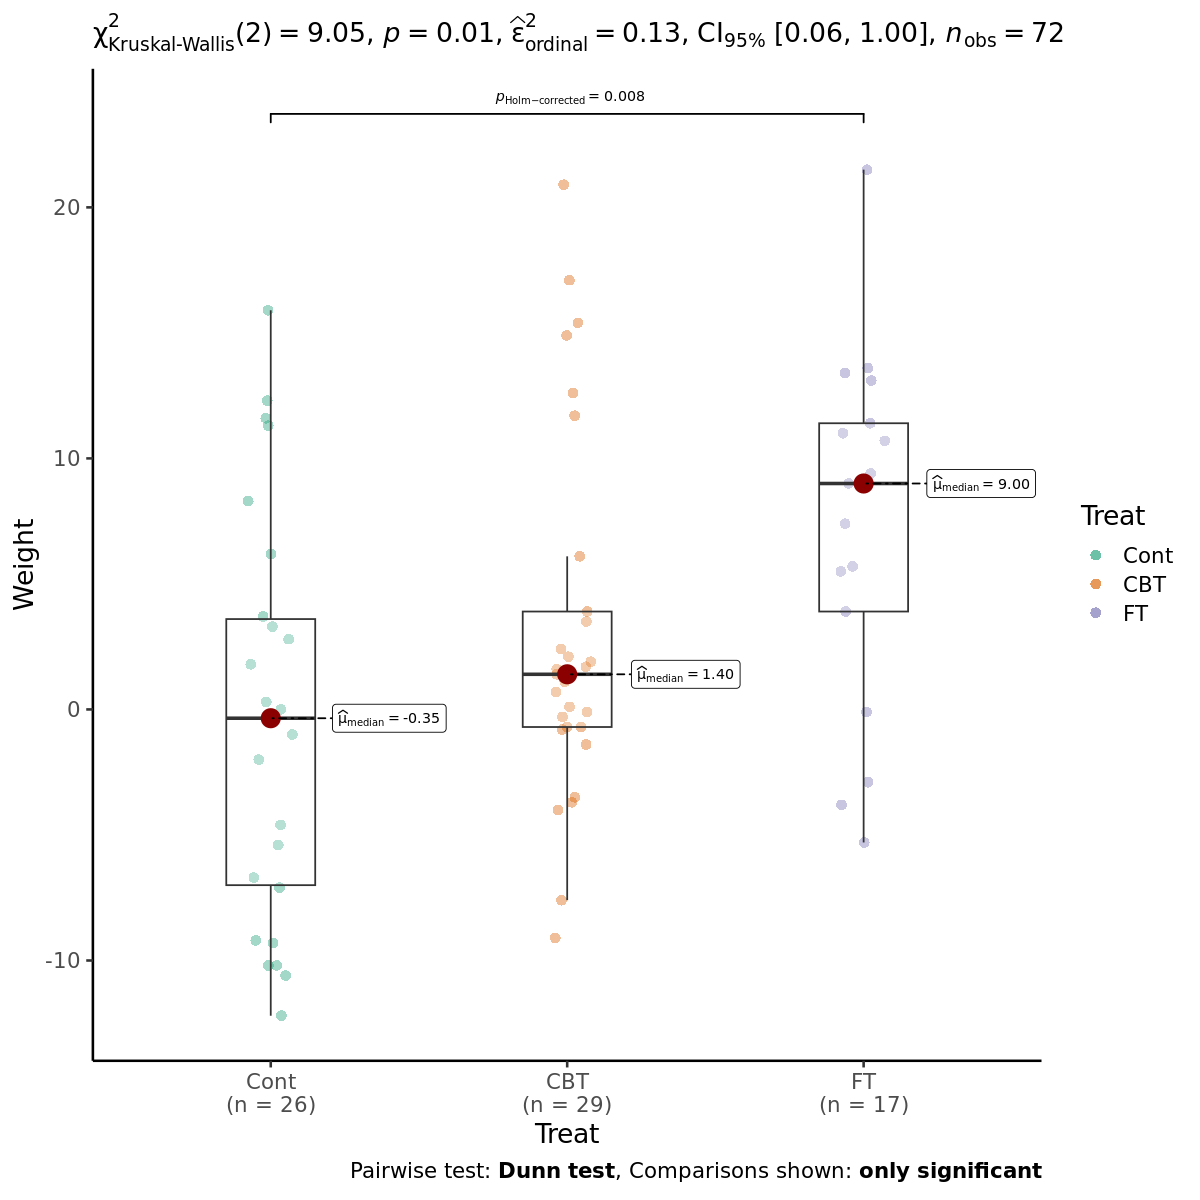 χ²Kruskal-Wallis(2) = 9.05, p = 0.01, ε̂²ordinal = 0.13, CI95% [0.06, 1.00], nobs = 72
pHolm−corrected = 0.008
20
10
μ̂median = 9.00
Treat
Cont
CBT
FT
Weight
μ̂median = 1.40
0
μ̂median = -0.35
-10
Cont
(n = 26)
CBT
(n = 29)
FT
(n = 17)
Treat
Pairwise test: Dunn test, Comparisons shown: only significant